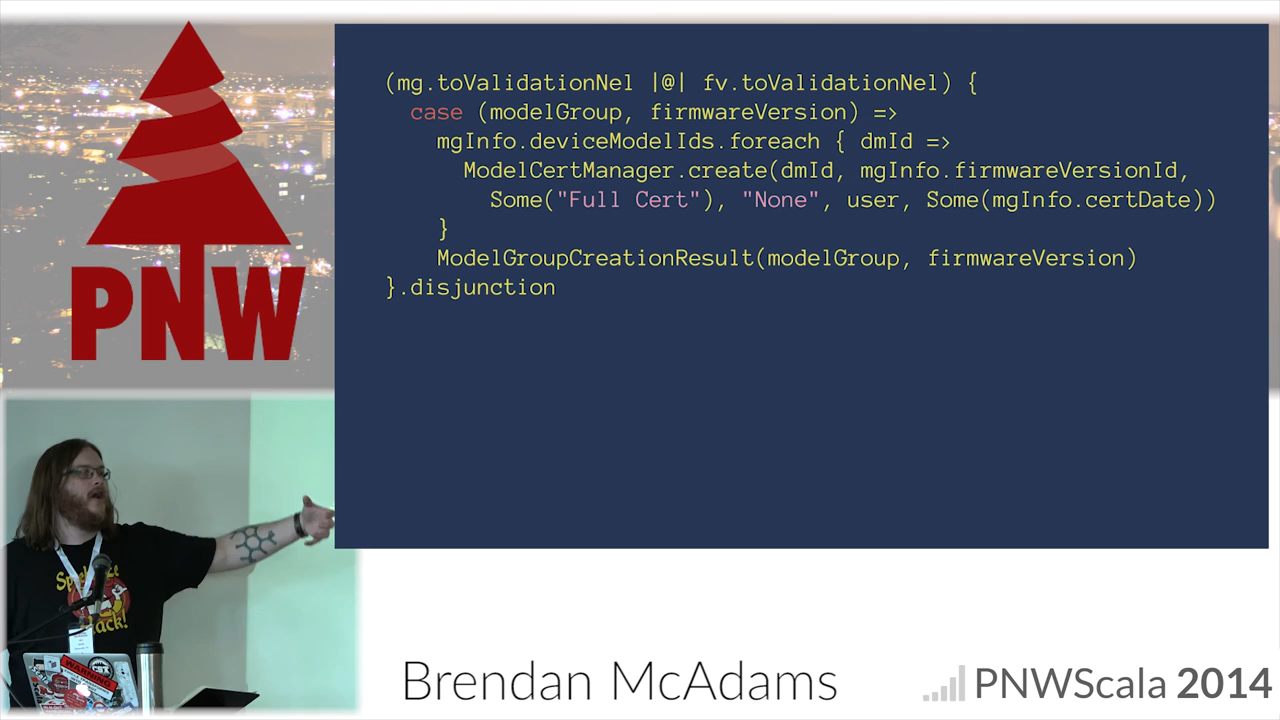 PNW
(mg.toValidationNel |@| fv.toValidationNel) {
case (modelGroup, firmwareVersion) =>
mgInfo.deviceModelIds.foreach { dmId =>
ModelCertManager.create(dmId, mgInfo.firmwareVersionId,
Some("Full Cert"), "None", user, Some(mgInfo.certDate))
}
ModelGroupCreationResult(modelGroup, firmwareVersion)
}.disjunction
WARNING
Brendan McAdams
PNWScala 2014